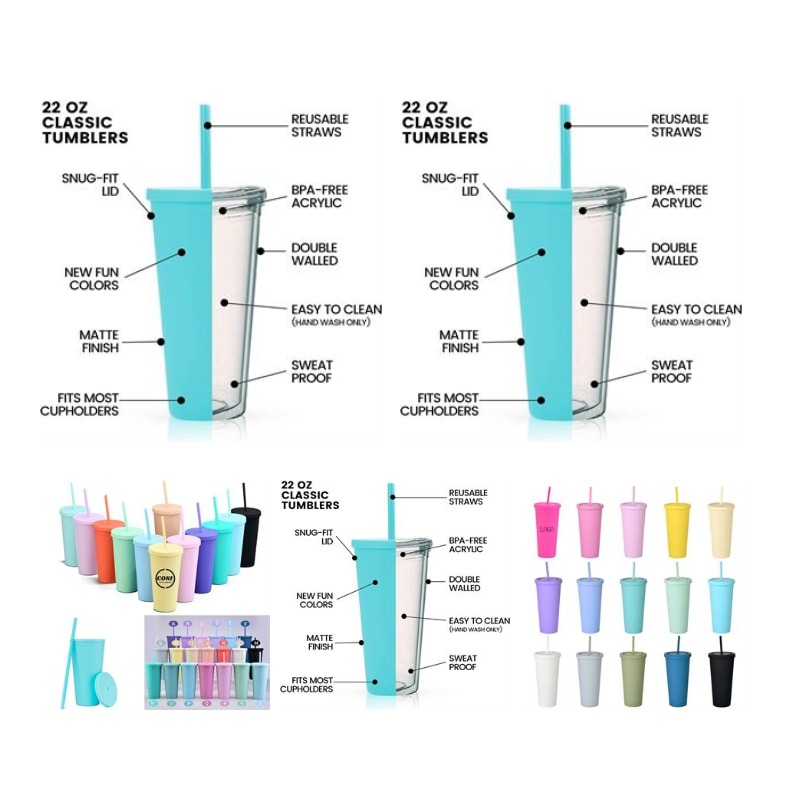 22 OZ
CLASSIC
TUMBLERS
REUSABLE
STRAWS
SNUG-FIT
LID
BPA-FREE
ACRYLIC
DOUBLE
WALLED
NEW FUN
COLORS
EASY TO CLEAN
(HAND WASH ONLY)
MATTE
FINISH
SWEAT
PROOF
FITS MOST
CUPHOLDERS
22 OZ
CLASSIC
TUMBLERS
REUSABLE
STRAWS
SNUG-FIT
LID
BPA-FREE
ACRYLIC
DOUBLE
WALLED
NEW FUN
COLORS
EASY TO CLEAN
(HAND WASH ONLY)
MATTE
FINISH
SWEAT
PROOF
FITS MOST
CUPHOLDERS
22 OZ
CLASSIC
TUMBLERS
REUSABLE
STRAWS
SNUG-FIT
LID
BPA-FREE
ACRYLIC
DOUBLE
WALLED
NEW FUN
COLORS
EASY TO CLEAN
(HAND WASH ONLY)
MATTE
FINISH
SWEAT
PROOF
FITS MOST
CUPHOLDERS
LOGO